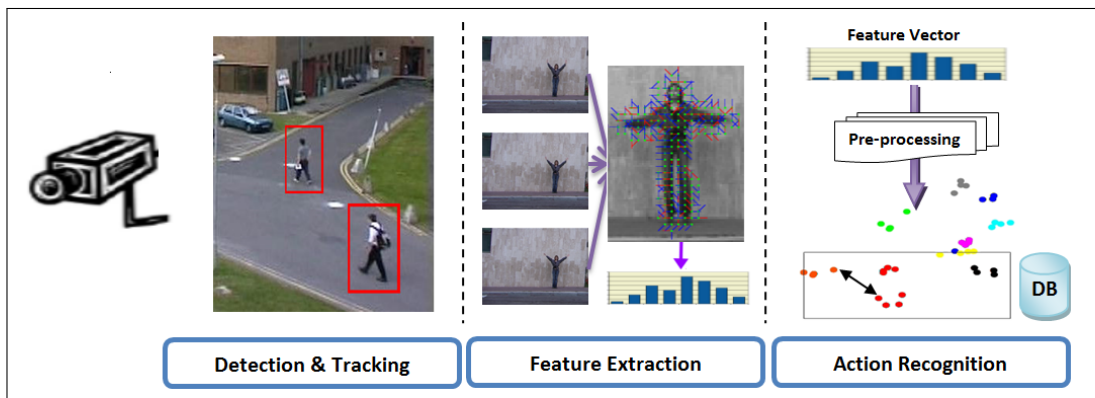 Feature Vector
Pre-processing
DB
Detection & Tracking
Feature Extraction
Action Recognition